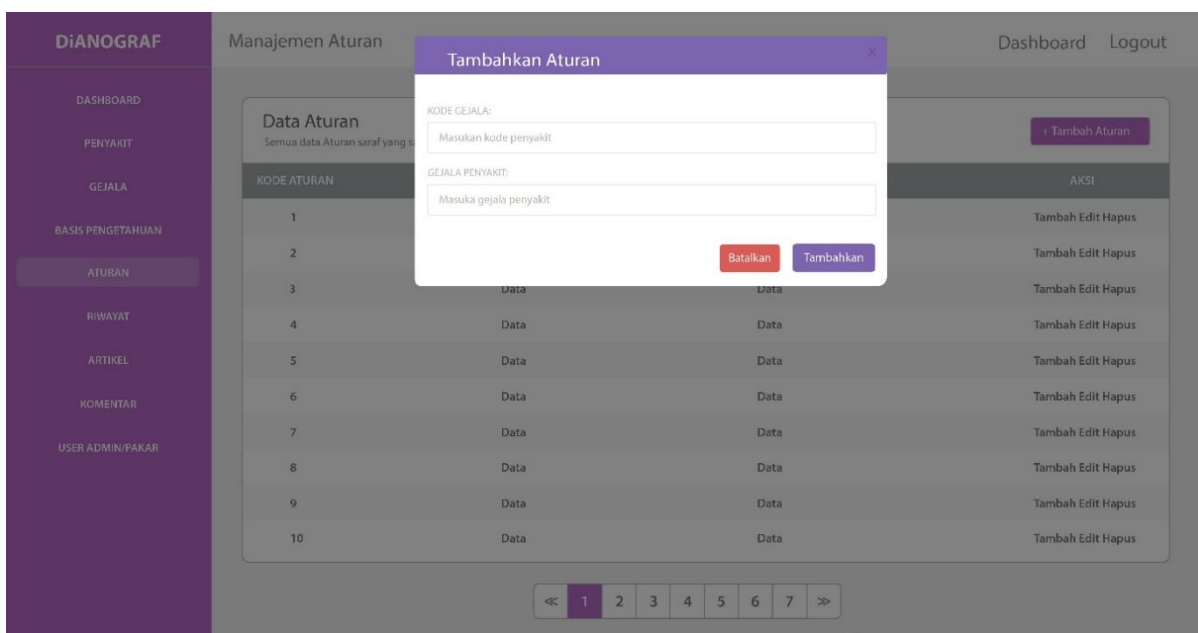 DiANOGRAF
Manajemen Aturan
Dashboard Logout
DASHBOARD
PENYAKIT
GEJALA
BASIS PENGETAHUAN
ATURAN
RIWAYAT
ARTIKEL
KOMENTAR
USER ADMIN/PAKAR
Tambahkan Aturan x
KODE GEJALA:
Masukan kode penyakit
GEJALA PENYAKIT:
Masuka gejala penyakit
Batalkan Tambahkan
Data Aturan
Semua data Aturan saraf yang
+ Tambah Aturan
KODE ATURAN AKSI
1 Tambah Edit Hapus
2 Tambah Edit Hapus
3 Data Data Tambah Edit Hapus
4 Data Data Tambah Edit Hapus
5 Data Data Tambah Edit Hapus
6 Data Data Tambah Edit Hapus
7 Data Data Tambah Edit Hapus
8 Data Data Tambah Edit Hapus
9 Data Data Tambah Edit Hapus
10 Data Data Tambah Edit Hapus
≪ 1 2 3 4 5 6 7 ≫